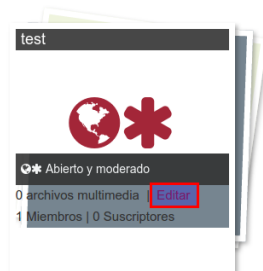 test
Abierto y moderado
0 archivos multimedia | Editar
1 Miembros | 0 Suscriptores